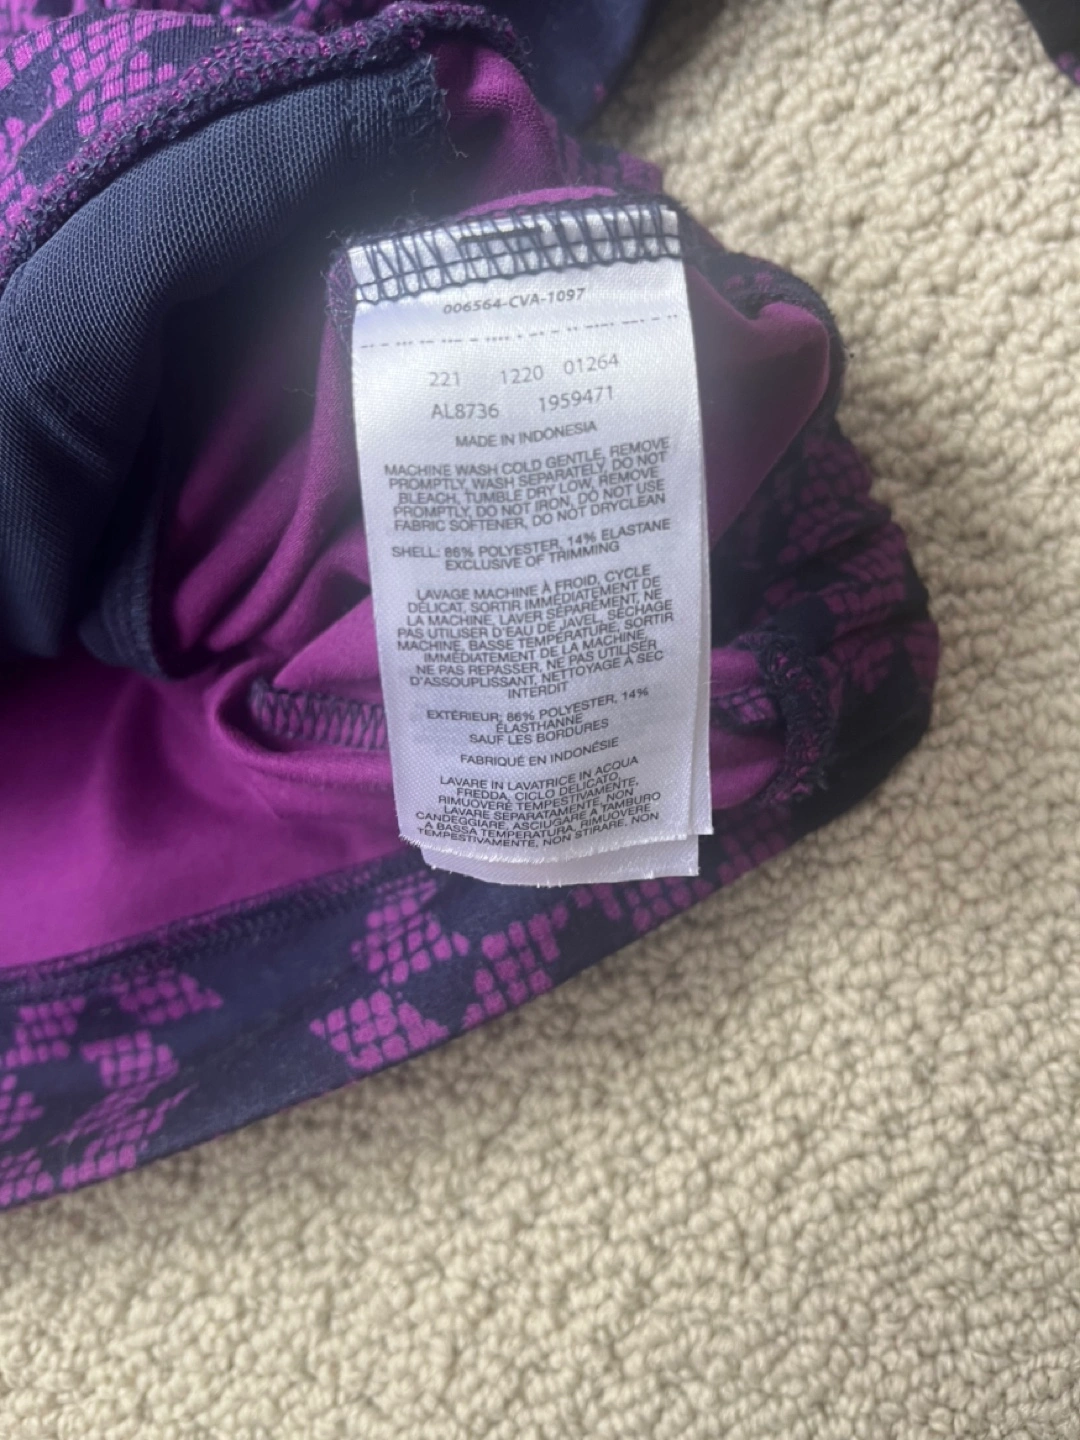 006564-CVA-1097
221 1220 01264
AL8736 1959471
MADE IN INDONESIA
MACHINE WASH COLD GENTLE, REMOVE
PROMPTLY, WASH SEPARATELY, DO NOT
BLEACH, TUMBLE DRY LOW, REMOVE
PROMPTLY, DO NOT IRON, DO NOT USE
FABRIC SOFTENER, DO NOT DRYCLEAN
SHELL: 86% POLYESTER, 14% ELASTANE
EXCLUSIVE OF TRIMMING
LAVAGE MACHINE À FROID, CYCLE
DÉLICAT, SORTIR IMMÉDIATEMENT DE
LA MACHINE, LAVER SÉPARÉMENT, NE
PAS UTILISER D'EAU DE JAVEL, SÉCHAGE
MACHINE, BASSE TEMPÉRATURE, SORTIR
IMMÉDIATEMENT DE LA MACHINE,
NE PAS REPASSER, NE PAS UTILISER
D'ASSOUPLISSANT, NETTOYAGE À SEC
INTERDIT
EXTÉRIEUR: 86% POLYESTER, 14%
ÉLASTHANNE
SAUF LES BORDURES
FABRIQUÉ EN INDONÉSIE
LAVARE IN LAVATRICE IN ACQUA
FREDDA, CICLO DELICATO,
RIMUOVERE TEMPESTIVAMENTE,
LAVARE SEPARATAMENTE, NON
CANDEGGIARE, ASCIUGARE A TAMBURO
A BASSA TEMPERATURA, RIMUOVERE
TEMPESTIVAMENTE, NON STIRARE, NON